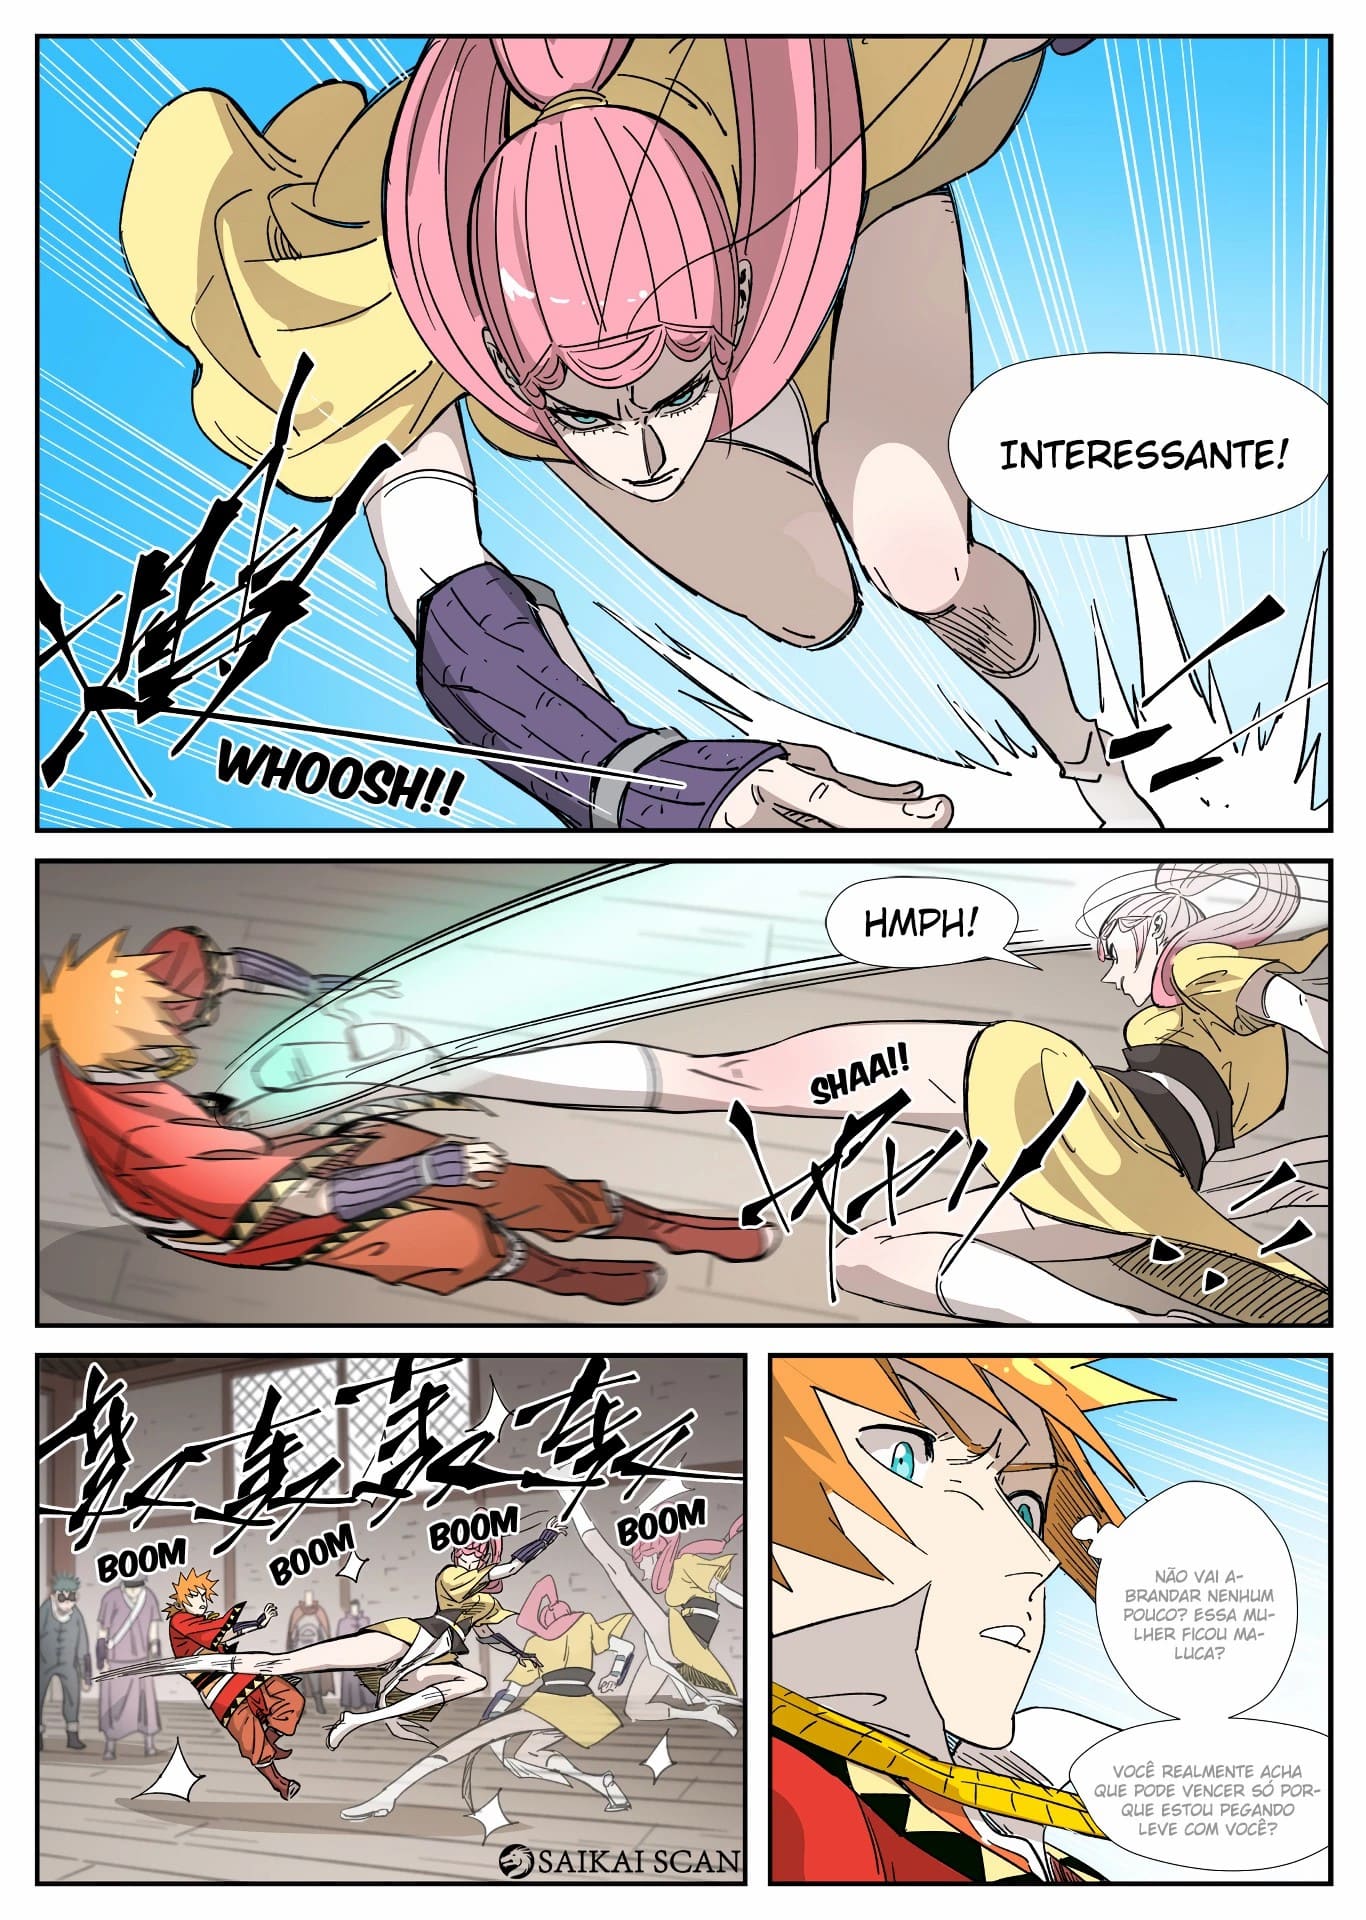 INTERESSANTE!
WHOOSH!!
HMPH!
SHAA!!
BOOM
BOOM
BOOM
BOOM
NÃO VAI A-
BRANDAR NENHUM
POUCO? ESSA MU-
LHER FICOU MA-
LUCA?
VOCÊ REALMENTE ACHA
QUE PODE VENCER SÓ POR-
QUE ESTOU PEGANDO
LEVE COM VOCÊ?
SAIKAI SCAN